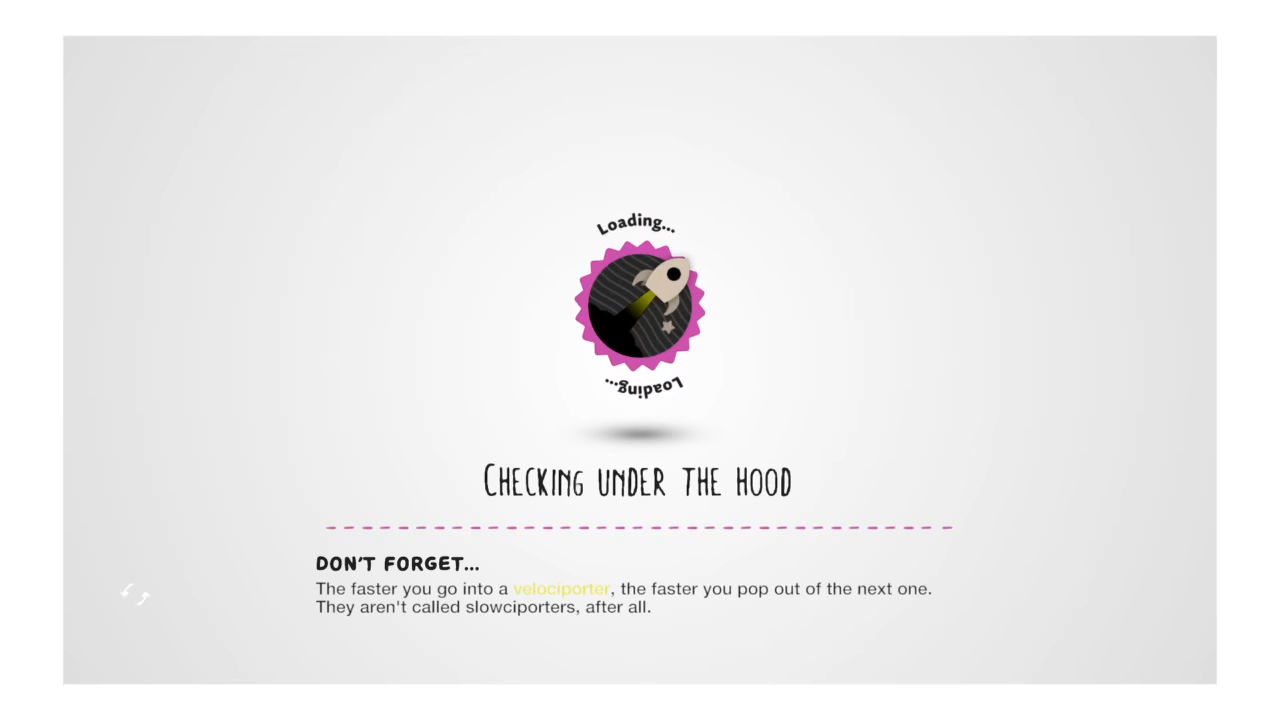 Loading...
Loading...
CHECKING UNDER THE HOOD
DON'T FORGET...
The faster you go into a velociporter, the faster you pop out of the next one.
They aren't called slowciporters, after all.